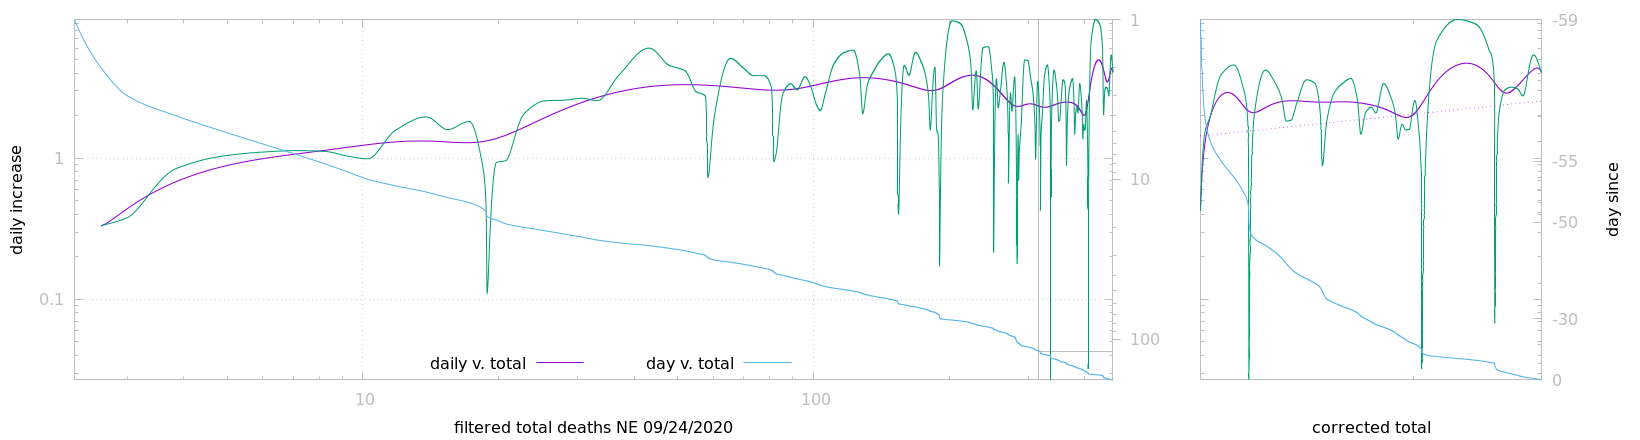 daily increase
1
0.1
daily v. total
day v. total
10
100
filtered total deaths NE 09/24/2020
1
10
100
-59
-55
-50
-30
0
day since
corrected total